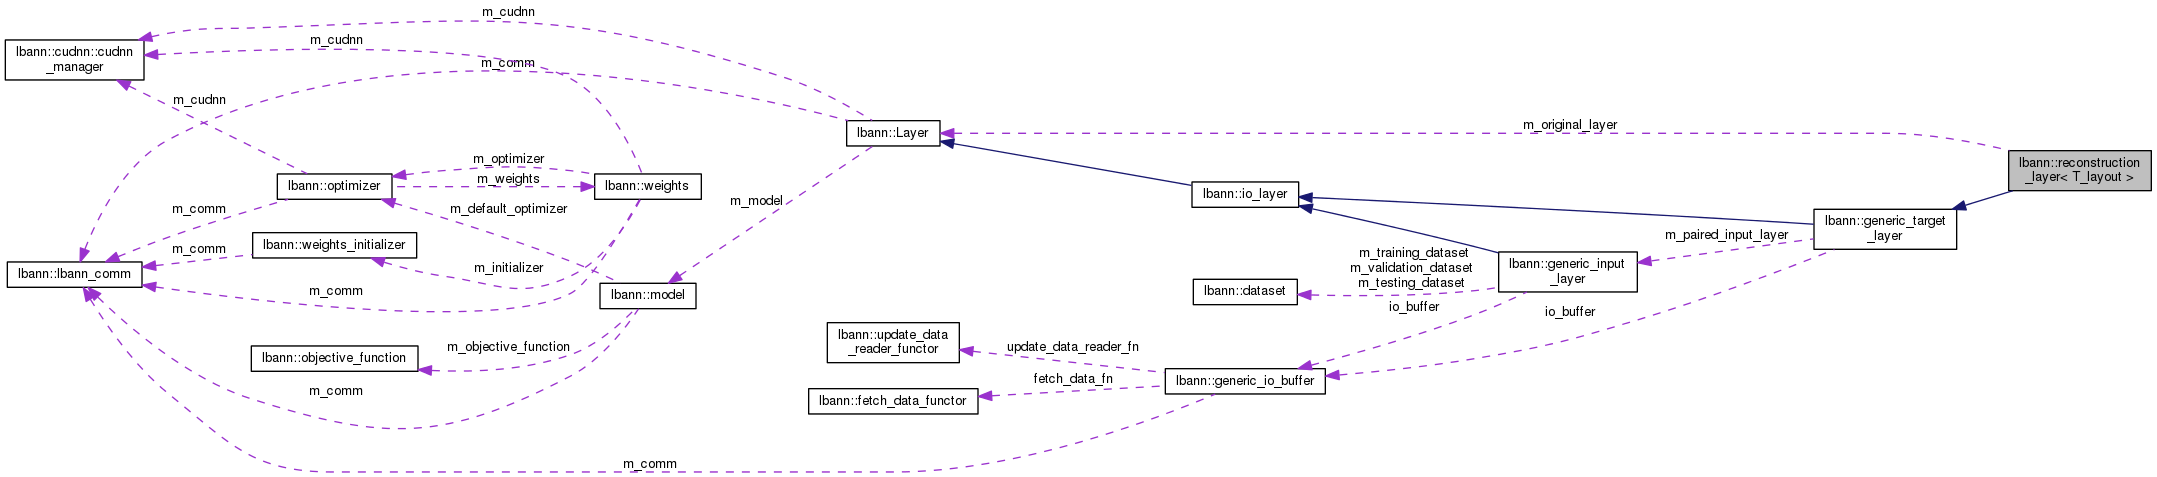 m_cudnn
lbann::cudnn::cudnn
_manager
m_cudnn
m_comm
m_cudnn
lbann::Layer
m_original_layer
lbann::reconstruction
_layer< T_layout >
m_optimizer
m_weights
lbann::optimizer
lbann::weights
lbann::io_layer
m_model
m_comm
m_default_optimizer
lbann::generic_target
_layer
m_paired_input_layer
lbann::weights_initializer
m_comm
m_initializer
lbann::lbann_comm
m_comm
lbann::model
m_training_dataset
m_validation_dataset
m_testing_dataset
lbann::generic_input
_layer
lbann::dataset
io_buffer
io_buffer
lbann::update_data
_reader_functor
update_data_reader_fn
lbann::objective_function
m_objective_function
m_comm
fetch_data_fn
lbann::generic_io_buffer
lbann::fetch_data_functor
m_comm